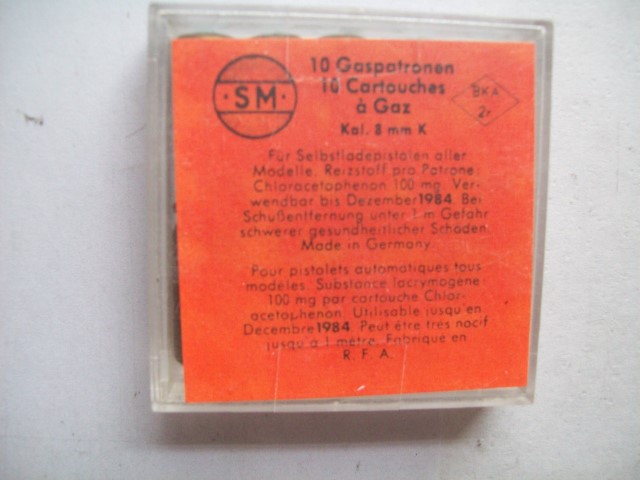 10 Gaspatronen
10 Cartouches
à Gaz
Kal. 8 mm K
· SM ·
BKA
Für Selbstladepistolen aller
Modelle. Reizstoff pro Patrone:
Chloracetophenon 100 mg. Ver-
wendbar bis Dezember 1984. Bei
Schußentfernung unter 1 m Gefahr
schwerer gesundheitlicher Schäden.
Made in Germany.
Pour pistolets automatiques tous
modèles. Substance lacrymogene:
100 mg par cartouche Chlor-
acetophenon. Utilisable jusqu'en
Decembre 1984. Peut être très nocif
jusqu'à 1 mètre. Fabrique en
R. F. A.